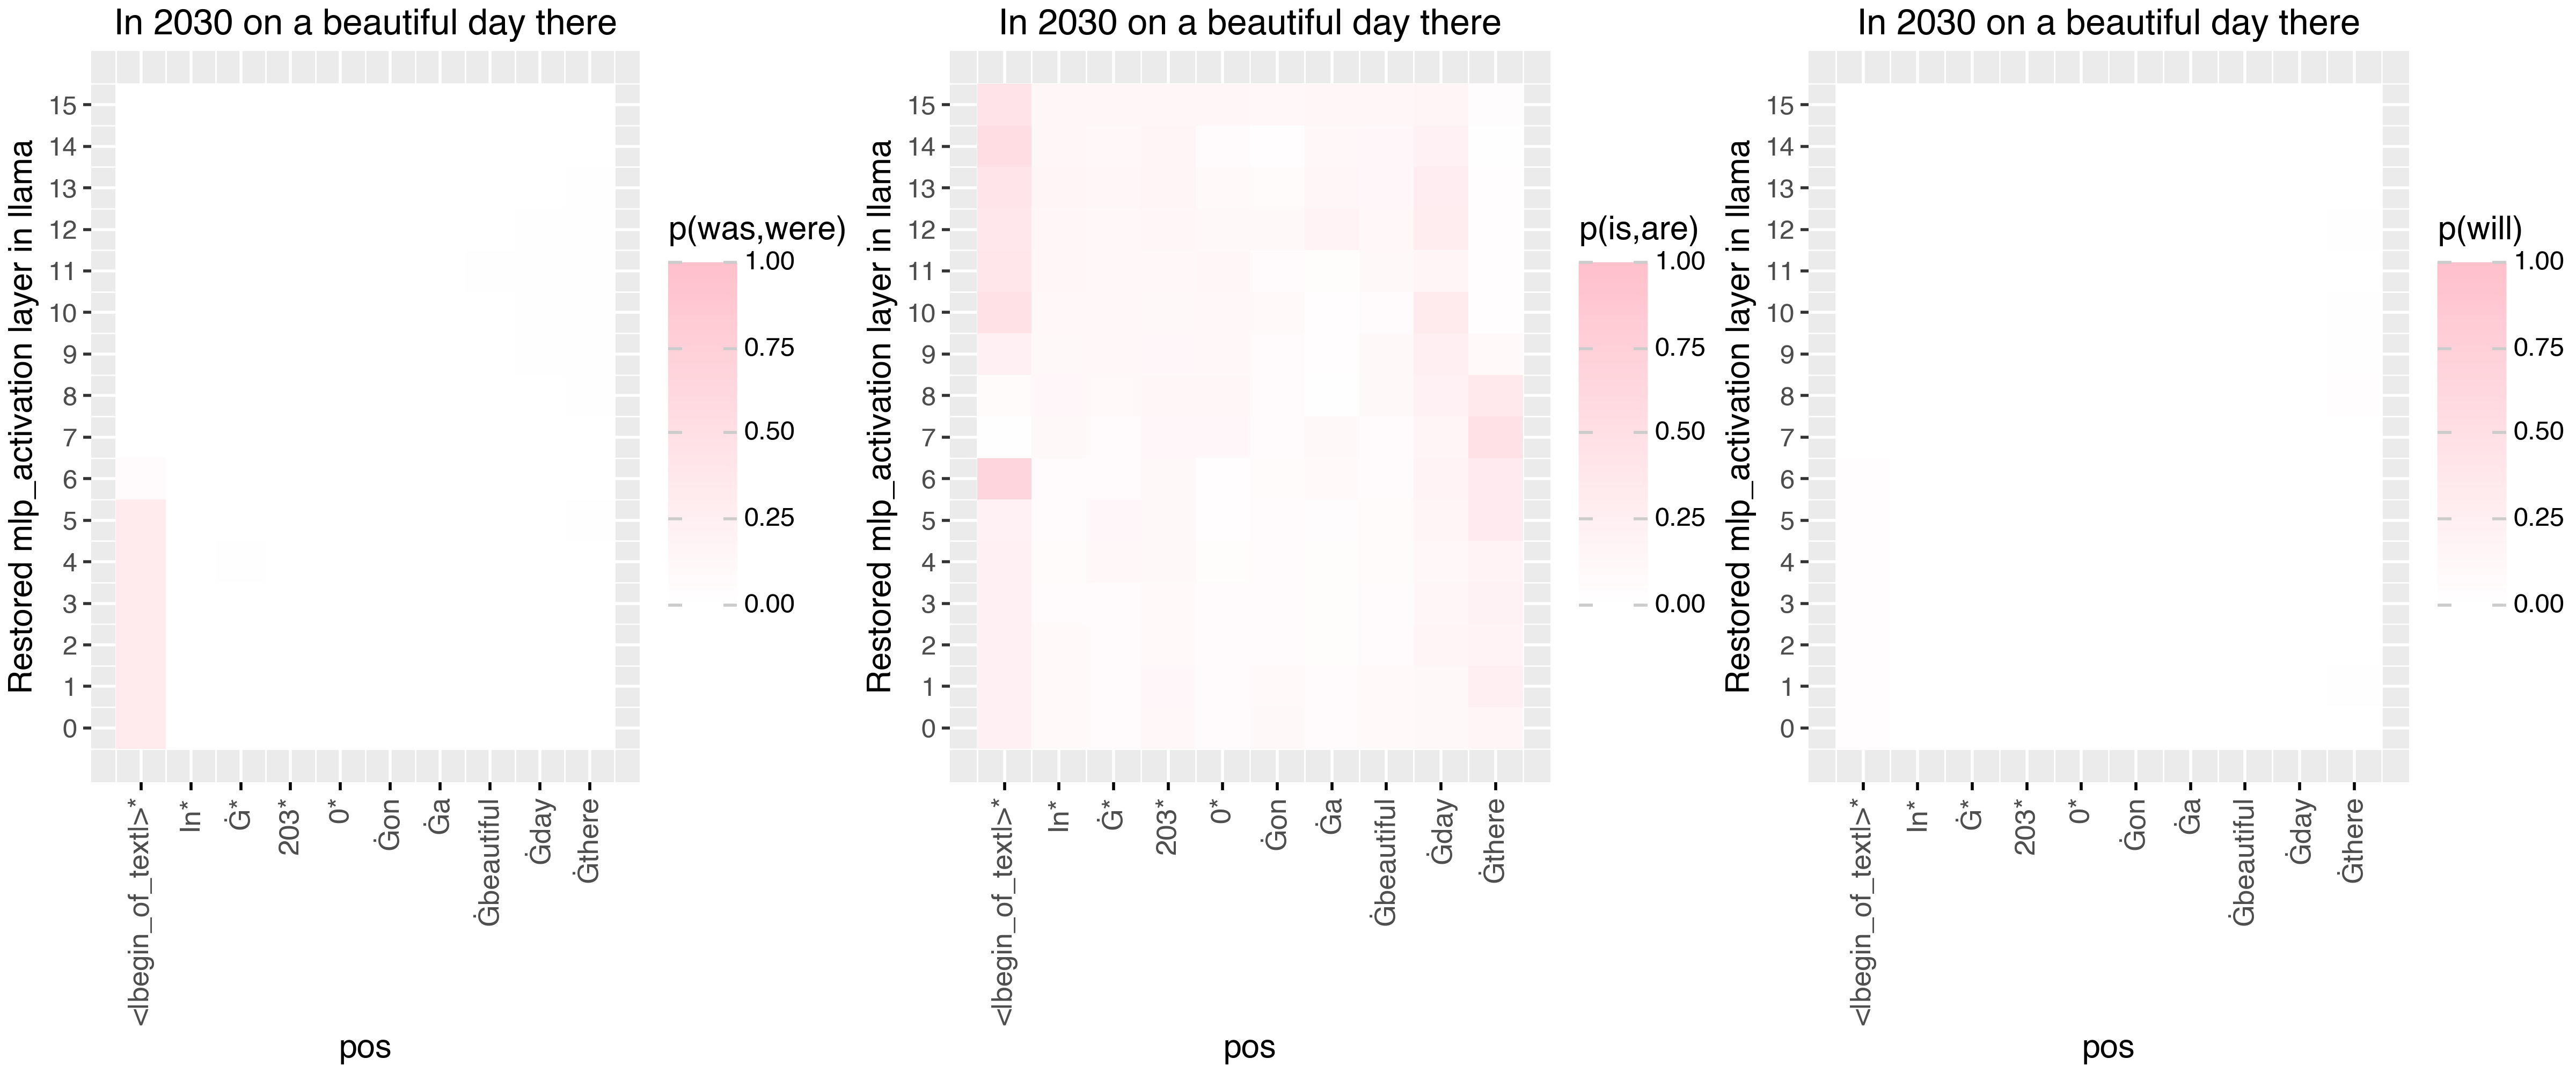 In 2030 on a beautiful day there
Restored mlp_activation layer in llama
15
14
13
12
11
10
9
8
7
6
5
4
3
2
1
0
<|begin_of_text|>*
In*
Ġ*
203*
0*
Ġon
Ġa
Ġbeautiful
Ġday
Ġthere
pos
p(was,were)
1.00
0.75
0.50
0.25
0.00
In 2030 on a beautiful day there
Restored mlp_activation layer in llama
15
14
13
12
11
10
9
8
7
6
5
4
3
2
1
0
<|begin_of_text|>*
In*
Ġ*
203*
0*
Ġon
Ġa
Ġbeautiful
Ġday
Ġthere
pos
p(is,are)
1.00
0.75
0.50
0.25
0.00
In 2030 on a beautiful day there
Restored mlp_activation layer in llama
15
14
13
12
11
10
9
8
7
6
5
4
3
2
1
0
<|begin_of_text|>*
In*
Ġ*
203*
0*
Ġon
Ġa
Ġbeautiful
Ġday
Ġthere
pos
p(will)
1.00
0.75
0.50
0.25
0.00